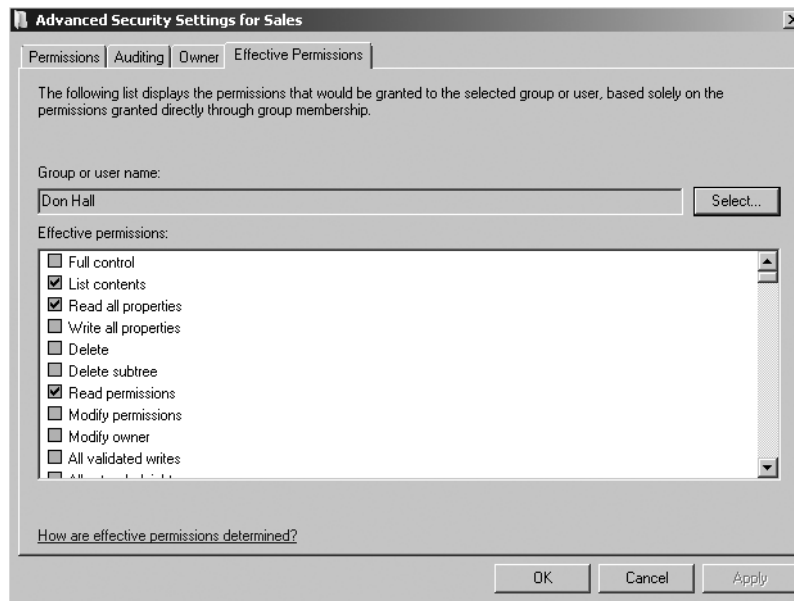 Advanced Security Settings for Sales
Permissions Auditing Owner Effective Permissions
The following list displays the permissions that would be granted to the selected group or user, based solely on the
permissions granted directly through group membership.
Group or user name:
Don Hall
Select...
Effective permissions:
Full control
List contents
Read all properties
Write all properties
Delete
Delete subtree
Read permissions
Modify permissions
Modify owner
All validated writes
How are effective permissions determined?
OK Cancel Apply